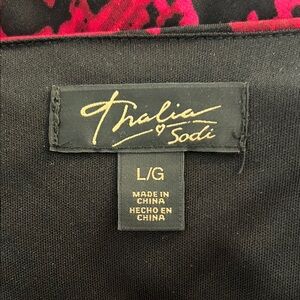 Thalia
Sodi
L/G
MADE IN
CHINA
HECHO EN
CHINA